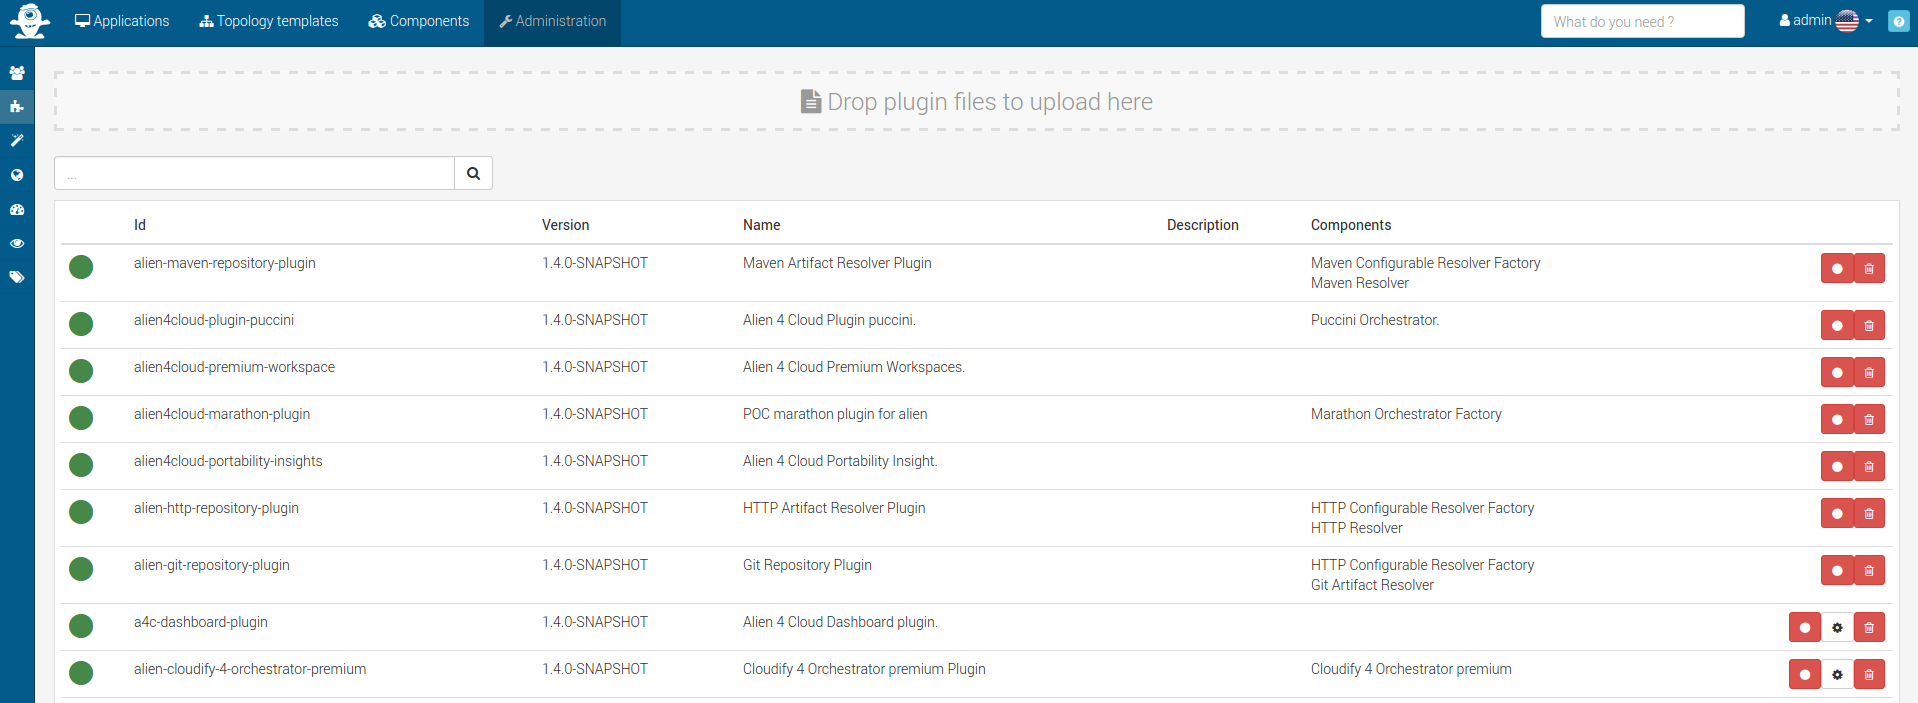 Applications Topology templates Components Administration What do you need ? admin
Drop plugin files to upload here
...
Id Version Name Description Components
alien-maven-repository-plugin 1.4.0-SNAPSHOT Maven Artifact Resolver Plugin Maven Configurable Resolver Factory
Maven Resolver
alien4cloud-plugin-puccini 1.4.0-SNAPSHOT Alien 4 Cloud Plugin puccini. Puccini Orchestrator.
alien4cloud-premium-workspace 1.4.0-SNAPSHOT Alien 4 Cloud Premium Workspaces.
alien4cloud-marathon-plugin 1.4.0-SNAPSHOT POC marathon plugin for alien Marathon Orchestrator Factory
alien4cloud-portability-insights 1.4.0-SNAPSHOT Alien 4 Cloud Portability Insight.
alien-http-repository-plugin 1.4.0-SNAPSHOT HTTP Artifact Resolver Plugin HTTP Configurable Resolver Factory
HTTP Resolver
alien-git-repository-plugin 1.4.0-SNAPSHOT Git Repository Plugin HTTP Configurable Resolver Factory
Git Artifact Resolver
a4c-dashboard-plugin 1.4.0-SNAPSHOT Alien 4 Cloud Dashboard plugin.
alien-cloudify-4-orchestrator-premium 1.4.0-SNAPSHOT Cloudify 4 Orchestrator premium Plugin Cloudify 4 Orchestrator premium